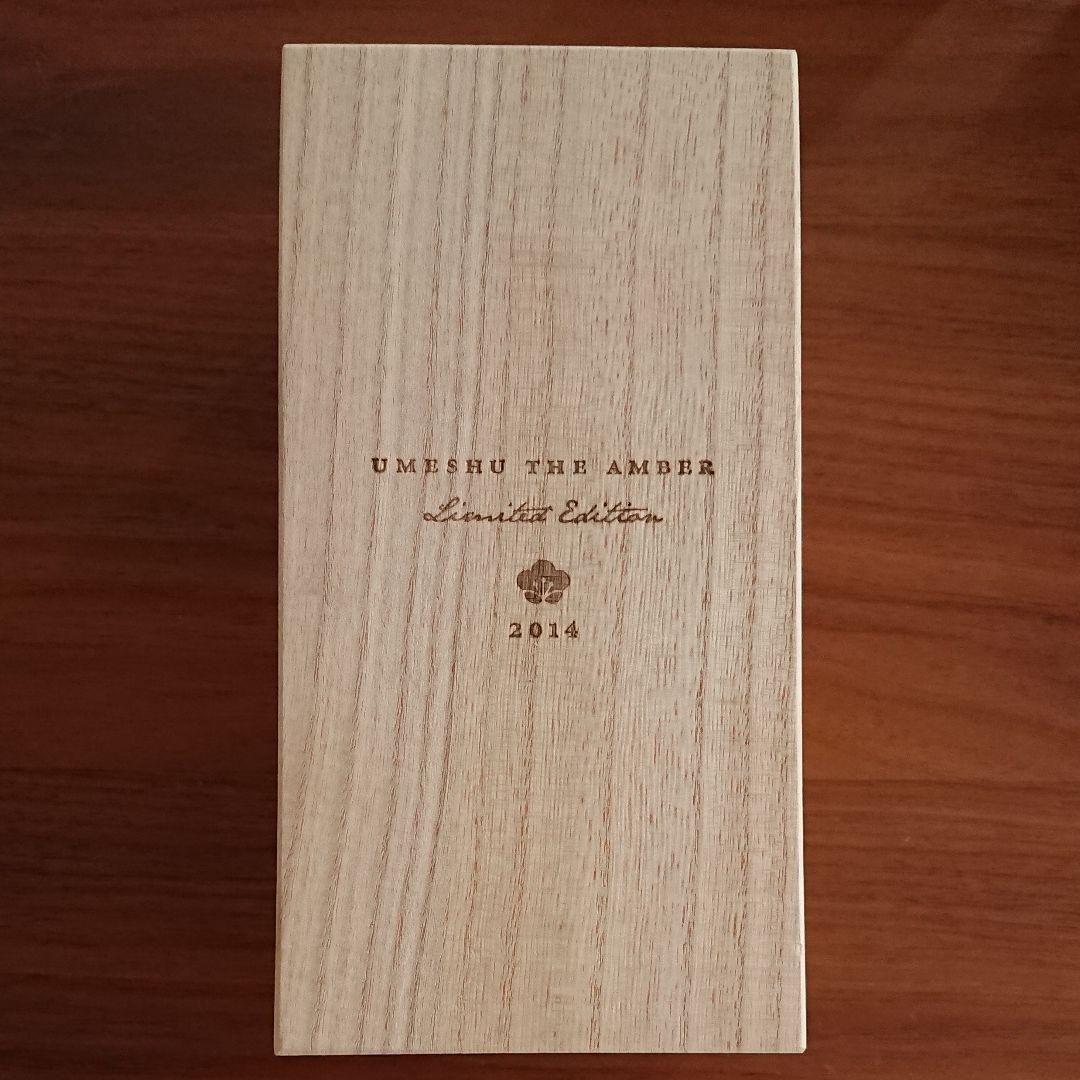 UMESHU THE AMBER
Limited Edition
2014